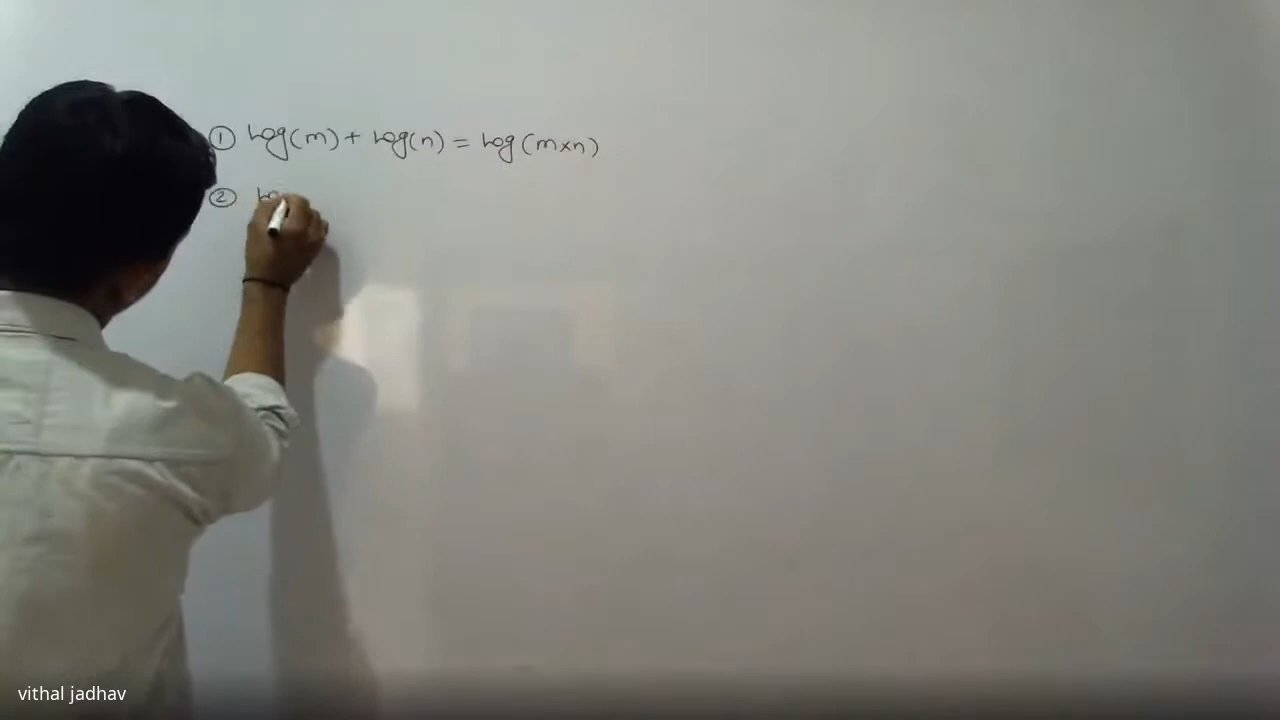 ① log(m) + log(n) = log(m×n)
② lo
vithal jadhav